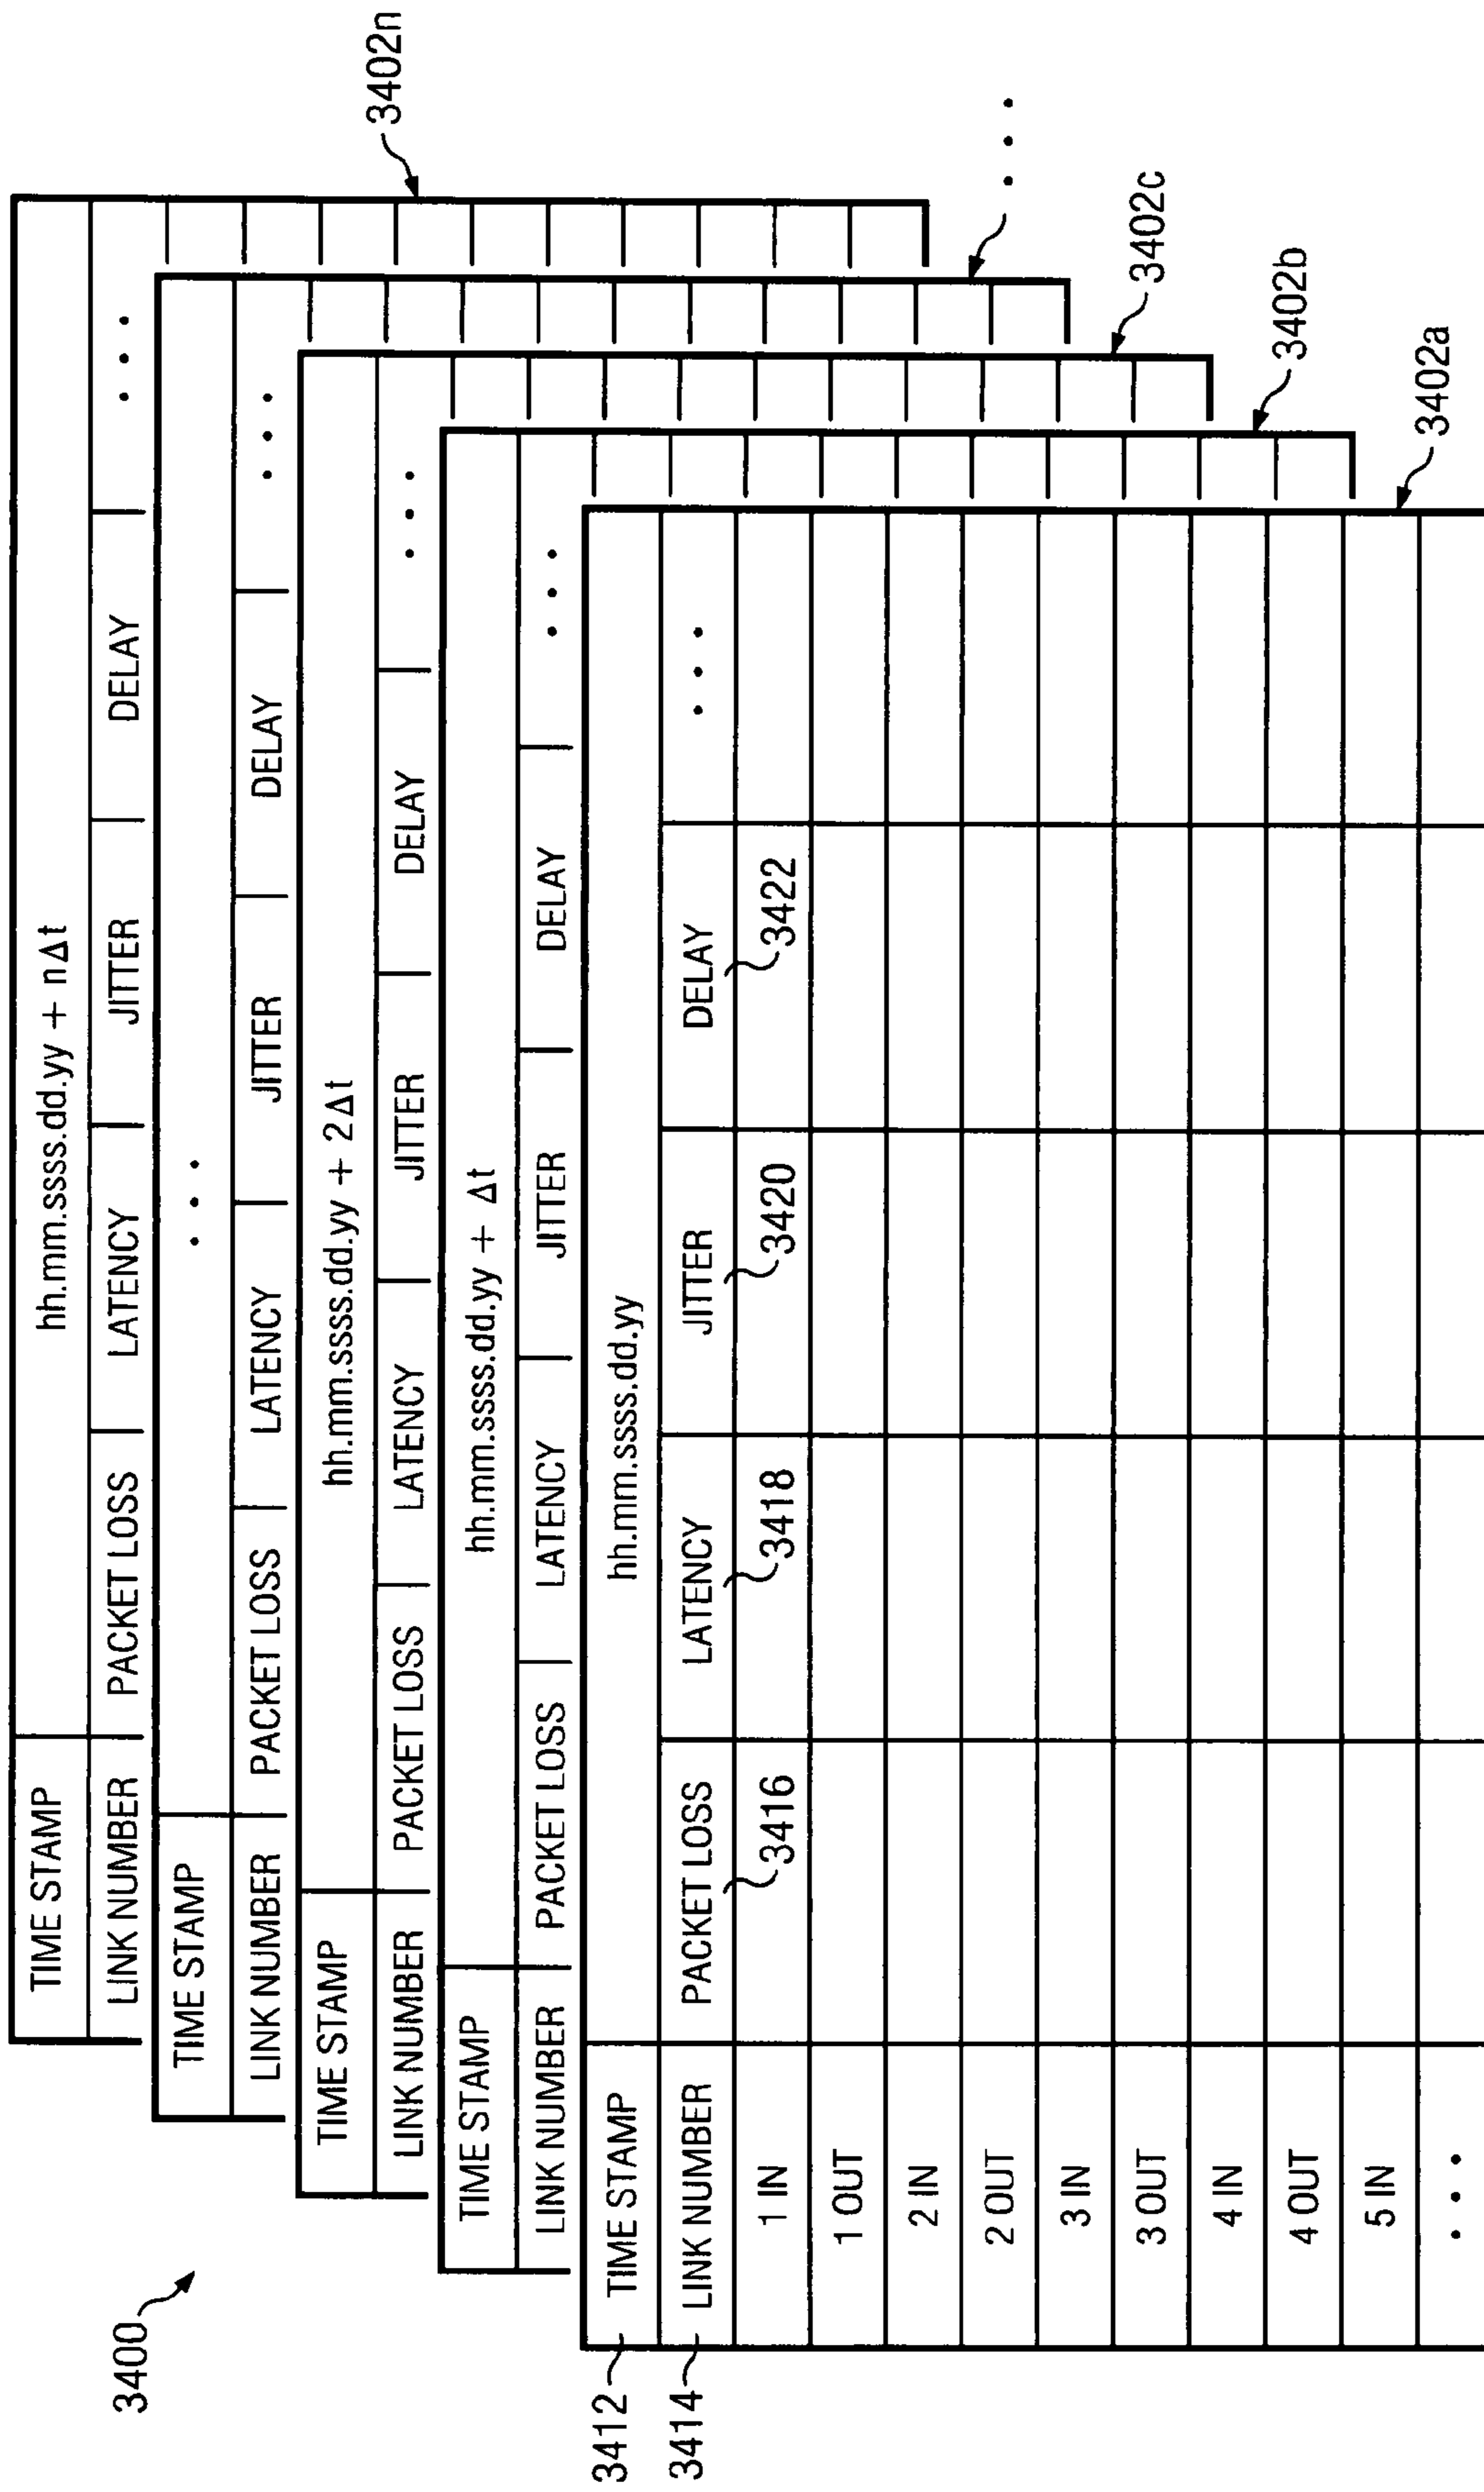 3400
TIME STAMP hh.mm.ssss.dd.yy + nΔt
LINK NUMBER PACKET LOSS LATENCY JITTER DELAY • • •
3402n
TIME STAMP • • •
LINK NUMBER PACKET LOSS LATENCY JITTER DELAY • • •
• • •
TIME STAMP hh.mm.ssss.dd.yy + 2Δt
LINK NUMBER PACKET LOSS LATENCY JITTER DELAY • • •
3402c
TIME STAMP hh.mm.ssss.dd.yy + Δt
LINK NUMBER PACKET LOSS LATENCY JITTER DELAY • • •
3402b
3412 TIME STAMP hh.mm.ssss.dd.yy
3414 LINK NUMBER PACKET LOSS LATENCY JITTER DELAY • • •
1 IN 3416 3418 3420 3422
1 OUT
2 IN
2 OUT
3 IN
3 OUT
4 IN
4 OUT
5 IN
3402a
• • •